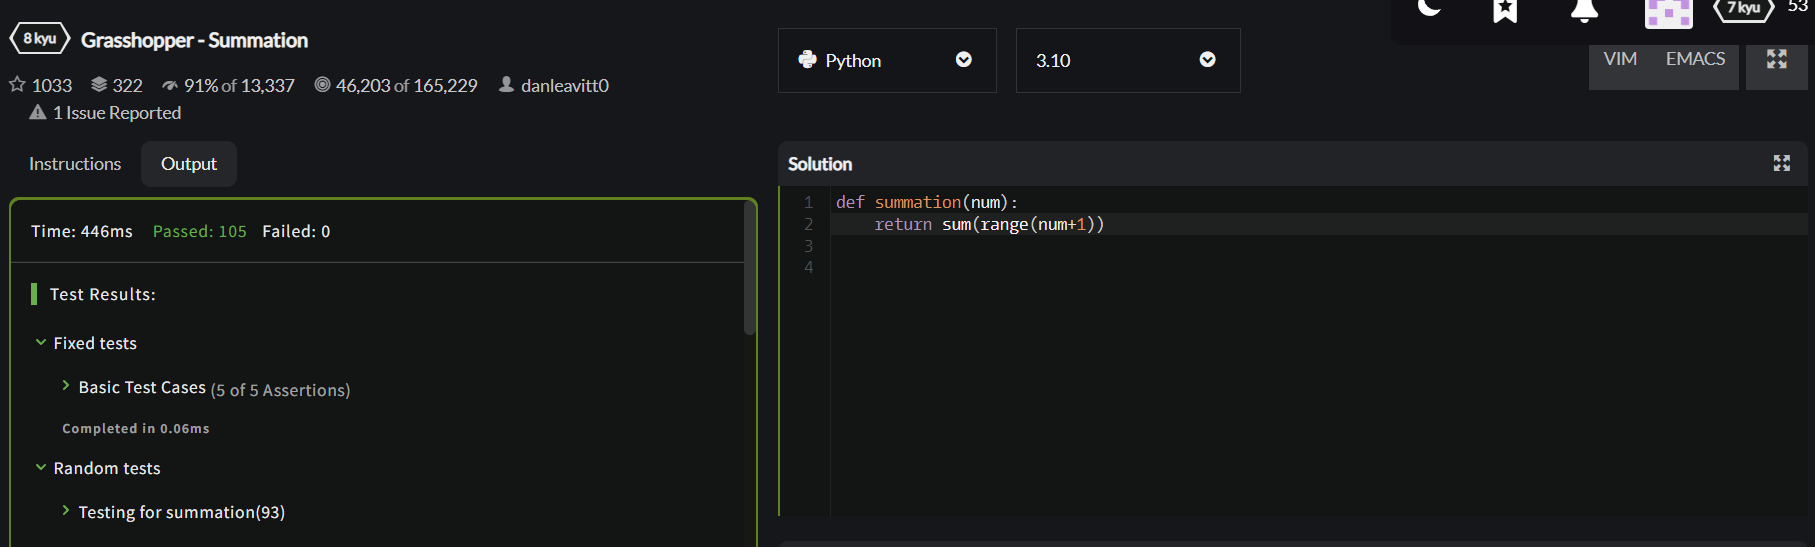 8 kyu Grasshopper - Summation
1033 322 91% of 13,337 46,203 of 165,229 danleavitt0
1 Issue Reported
Instructions Output
Time: 446ms Passed: 105 Failed: 0
Test Results:
Fixed tests
Basic Test Cases (5 of 5 Assertions)
Completed in 0.06ms
Random tests
Testing for summation(93)
Python 3.10
7 kyu 53
VIM EMACS
Solution
1 def summation(num):
2     return sum(range(num+1))
3
4